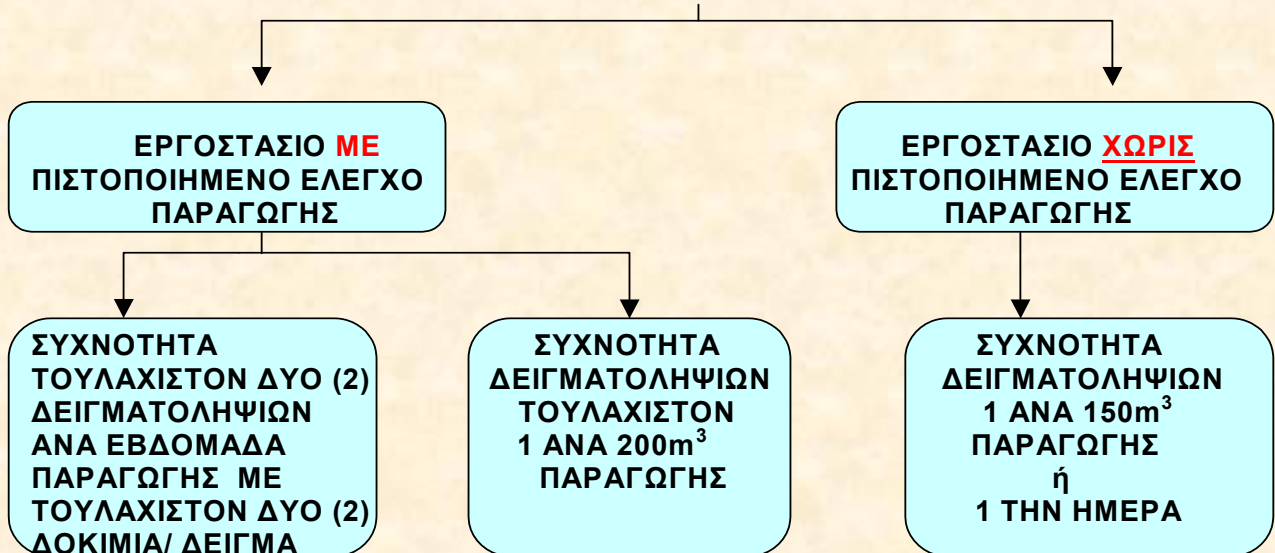 ΕΡΓΟΣΤΑΣΙΟ ΜΕ
ΠΙΣΤΟΠΟΙΗΜΕΝΟ ΕΛΕΓΧΟ
ΠΑΡΑΓΩΓΗΣ
ΕΡΓΟΣΤΑΣΙΟ ΧΩΡΙΣ
ΠΙΣΤΟΠΟΙΗΜΕΝΟ ΕΛΕΓΧΟ
ΠΑΡΑΓΩΓΗΣ
ΣΥΧΝΟΤΗΤΑ
ΤΟΥΛΑΧΙΣΤΟΝ ΔΥΟ (2)
ΔΕΙΓΜΑΤΟΛΗΨΙΩΝ
ΑΝΑ ΕΒΔΟΜΑΔΑ
ΠΑΡΑΓΩΓΗΣ ΜΕ
ΤΟΥΛΑΧΙΣΤΟΝ ΔΥΟ (2)
ΔΟΚΙΜΙΑ/ ΔΕΙΓΜΑ
ΣΥΧΝΟΤΗΤΑ
ΔΕΙΓΜΑΤΟΛΗΨΙΩΝ
ΤΟΥΛΑΧΙΣΤΟΝ
1 ΑΝΑ 200m³
ΠΑΡΑΓΩΓΗΣ
ΣΥΧΝΟΤΗΤΑ
ΔΕΙΓΜΑΤΟΛΗΨΙΩΝ
1 ΑΝΑ 150m³
ΠΑΡΑΓΩΓΗΣ
ή
1 ΤΗΝ ΗΜΕΡΑ